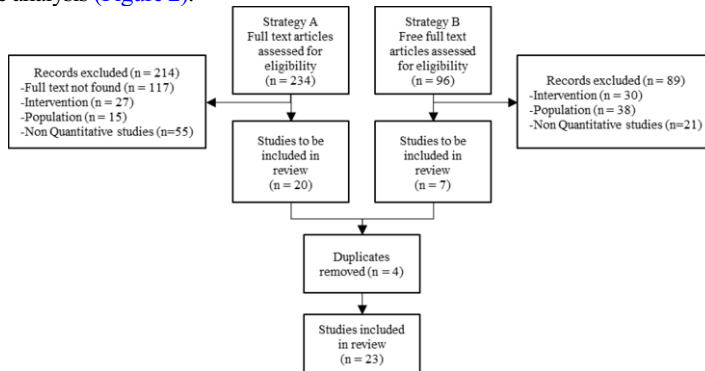 e analysis (Figure 2).
Strategy A
Full text articles
assessed for
eligibility
(n = 234)
Strategy B
Free full text
articles assessed
for eligibility
(n = 96)
Records excluded (n = 214)
-Full text not found (n = 117)
-Intervention (n = 27)
-Population (n = 15)
-Non Quantitative studies (n=55)
Records excluded (n = 89)
-Intervention (n = 30)
-Population (n = 38)
-Non Quantitative studies (n=21)
Studies to be
included in
review
(n = 20)
Studies to be
included in
review
(n = 7)
Duplicates
removed (n = 4)
Studies included
in review
(n = 23)